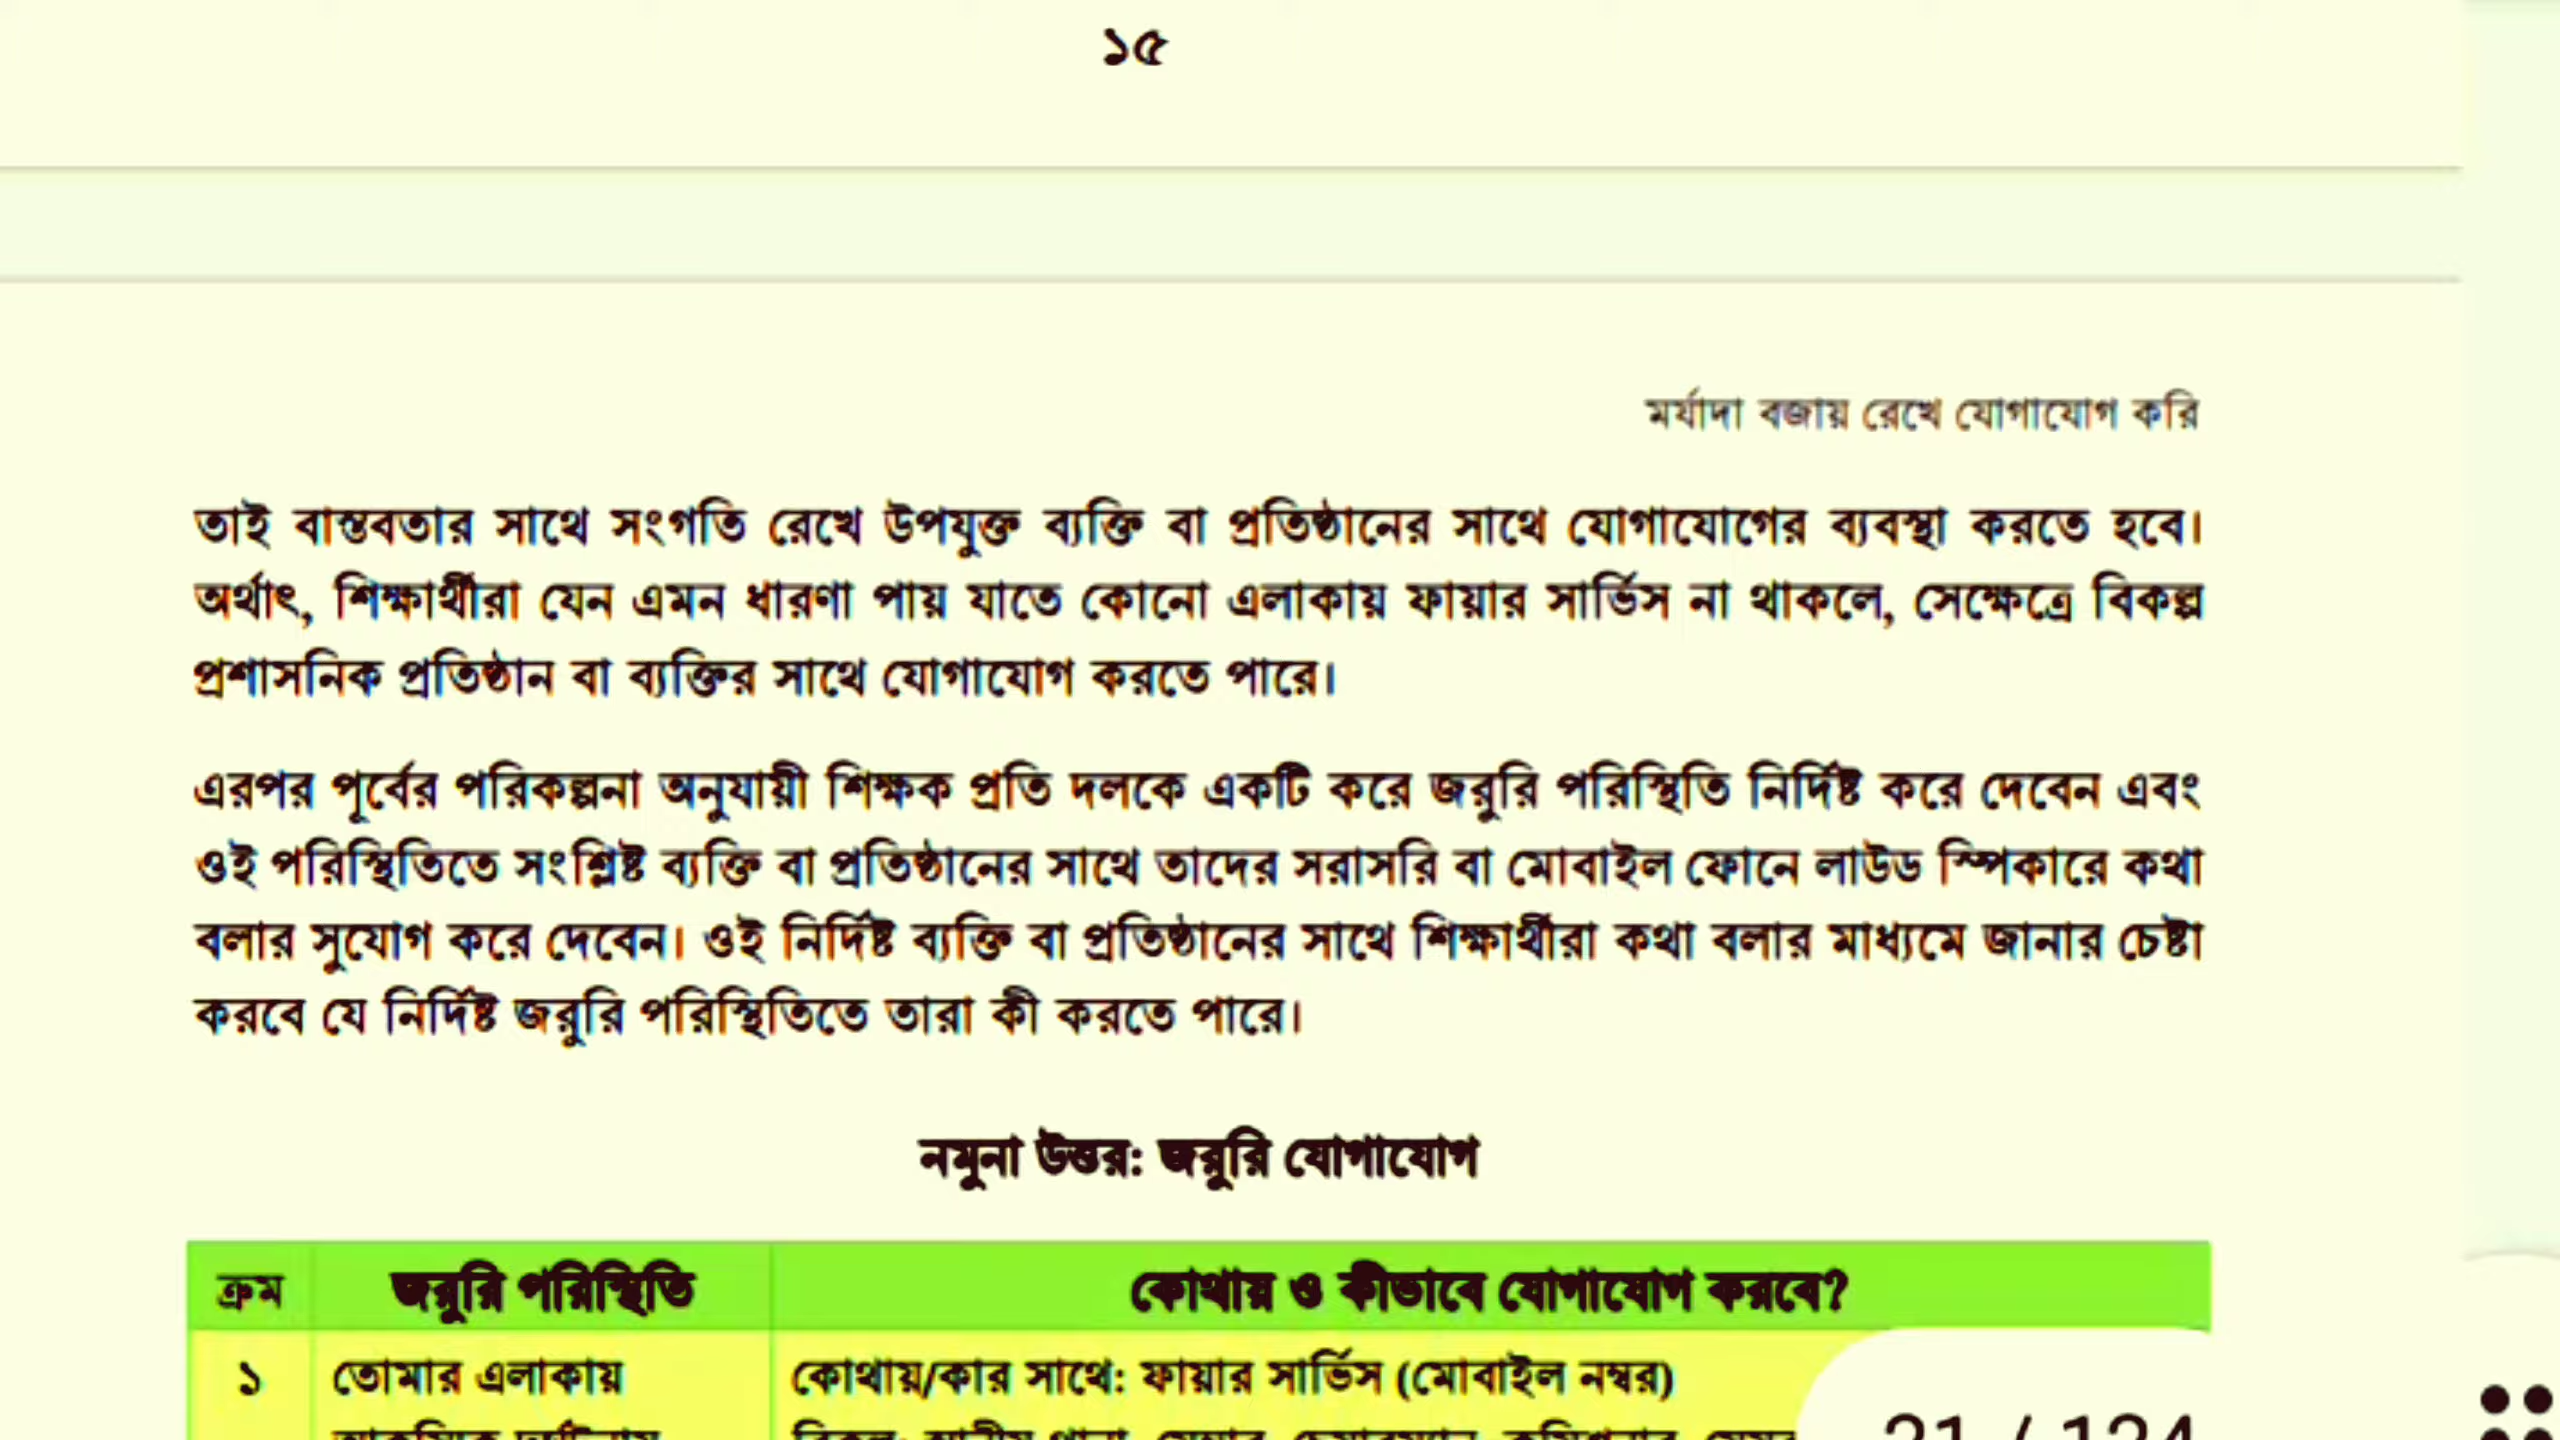 ১৫
মর্যাদা বজায় রেখে যোগাযোগ করি
তাই বাস্তবতার সাথে সংগতি রেখে উপযুক্ত ব্যক্তি বা প্রতিষ্ঠানের সাথে যোগাযোগের ব্যবস্থা করতে হবে।
অর্থাৎ, শিক্ষার্থীরা যেন এমন ধারণা পায় যাতে কোনো এলাকায় ফায়ার সার্ভিস না থাকলে, সেক্ষেত্রে বিকল্প
প্রশাসনিক প্রতিষ্ঠান বা ব্যক্তির সাথে যোগাযোগ করতে পারে।
এরপর পূর্বের পরিকল্পনা অনুযায়ী শিক্ষক প্রতি দলকে একটি করে জরুরি পরিস্থিতি নির্দিষ্ট করে দেবেন এবং
ওই পরিস্থিতিতে সংশ্লিষ্ট ব্যক্তি বা প্রতিষ্ঠানের সাথে তাদের সরাসরি বা মোবাইল ফোনে লাউড স্পিকারে কথা
বলার সুযোগ করে দেবেন। ওই নির্দিষ্ট ব্যক্তি বা প্রতিষ্ঠানের সাথে শিক্ষার্থীরা কথা বলার মাধ্যমে জানার চেষ্টা
করবে যে নির্দিষ্ট জরুরি পরিস্থিতিতে তারা কী করতে পারে।
নমুনা উত্তর: জরুরি যোগাযোগ
ক্রম জরুরি পরিস্থিতি কোথায় ও কীভাবে যোগাযোগ করবে?
১ তোমার এলাকায় কোথায়/কার সাথে: ফায়ার সার্ভিস (মোবাইল নম্বর)
21 / 124